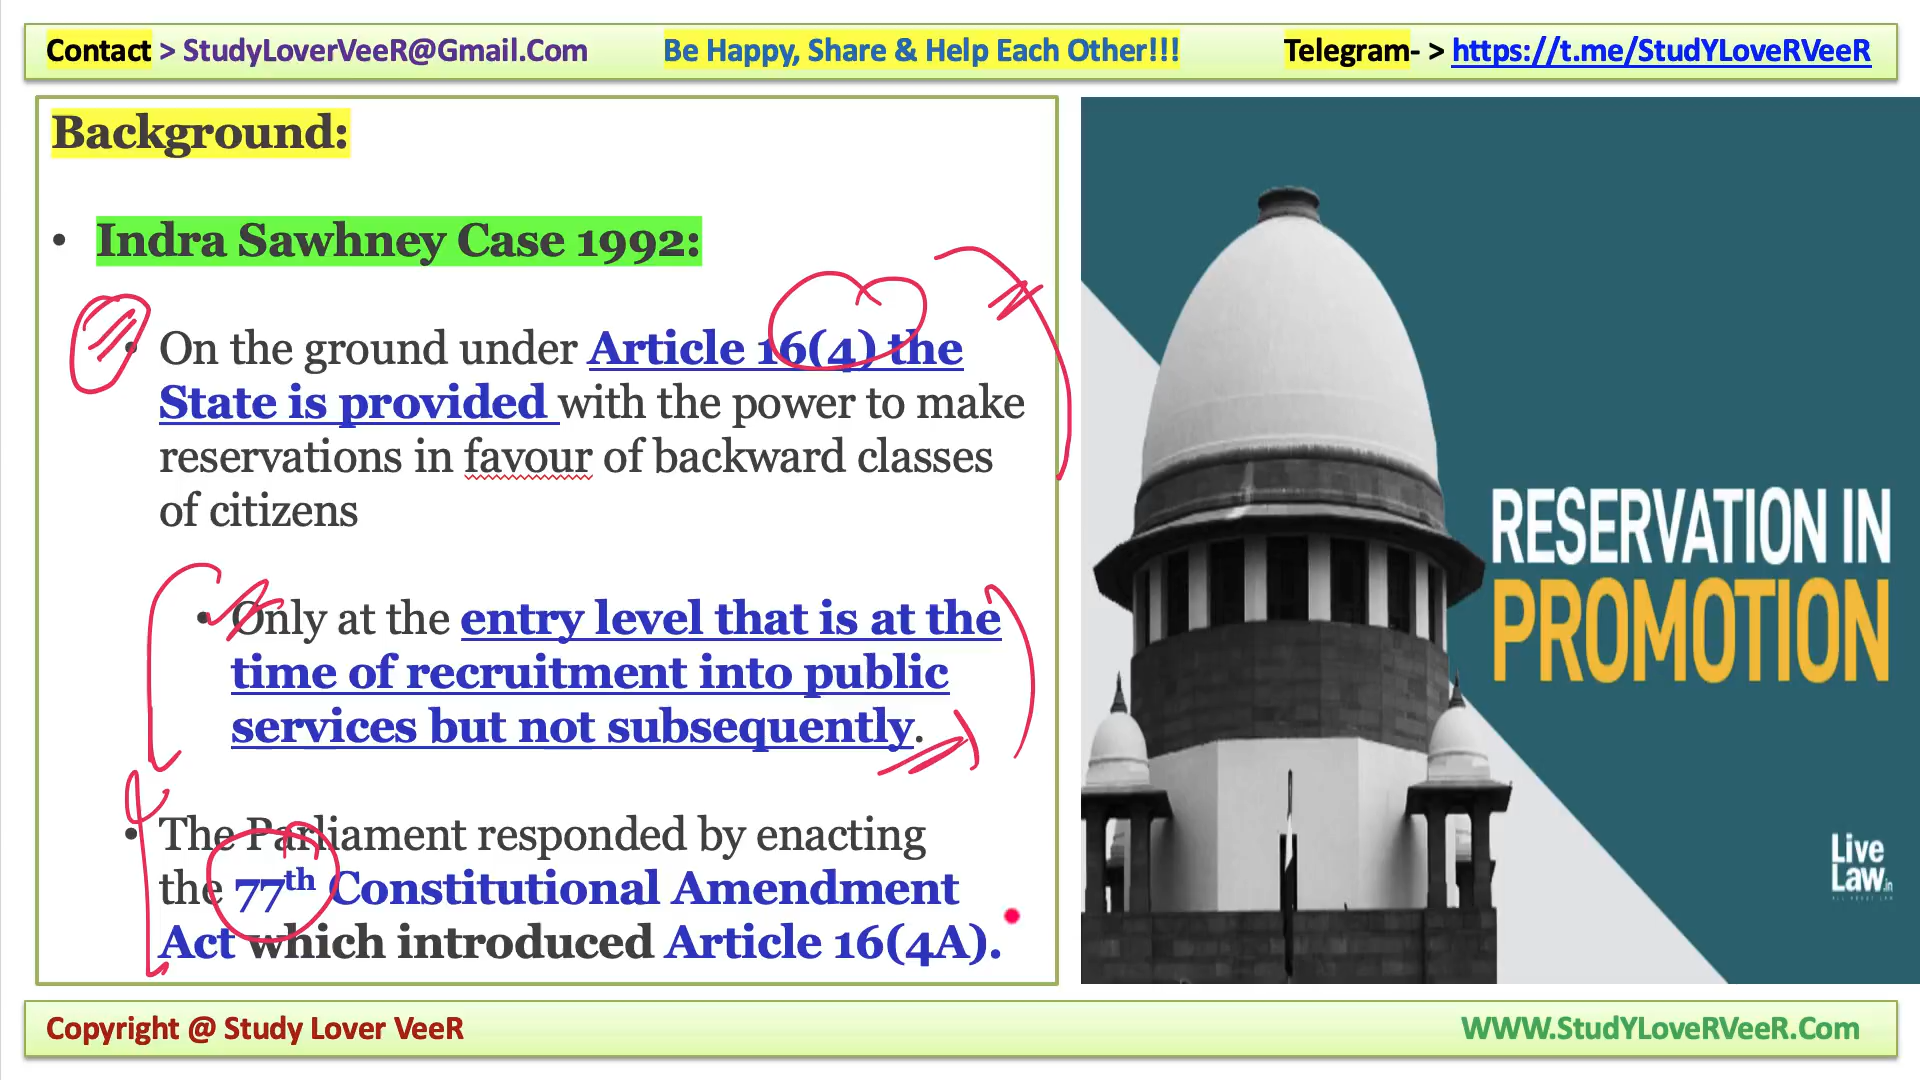 Contact > StudyLoverVeeR@Gmail.Com Be Happy, Share & Help Each Other!!! Telegram- > https://t.me/StudYLoveRVeeR
Background:
• Indra Sawhney Case 1992:
• On the ground under Article 16(4) the
State is provided with the power to make
reservations in favour of backward classes
of citizens
• Only at the entry level that is at the
time of recruitment into public
services but not subsequently.
• The Parliament responded by enacting
the 77th Constitutional Amendment
Act which introduced Article 16(4A).
RESERVATION IN
PROMOTION
Live
Law.in
Copyright @ Study Lover VeeR WWW.StudYLoveRVeeR.Com